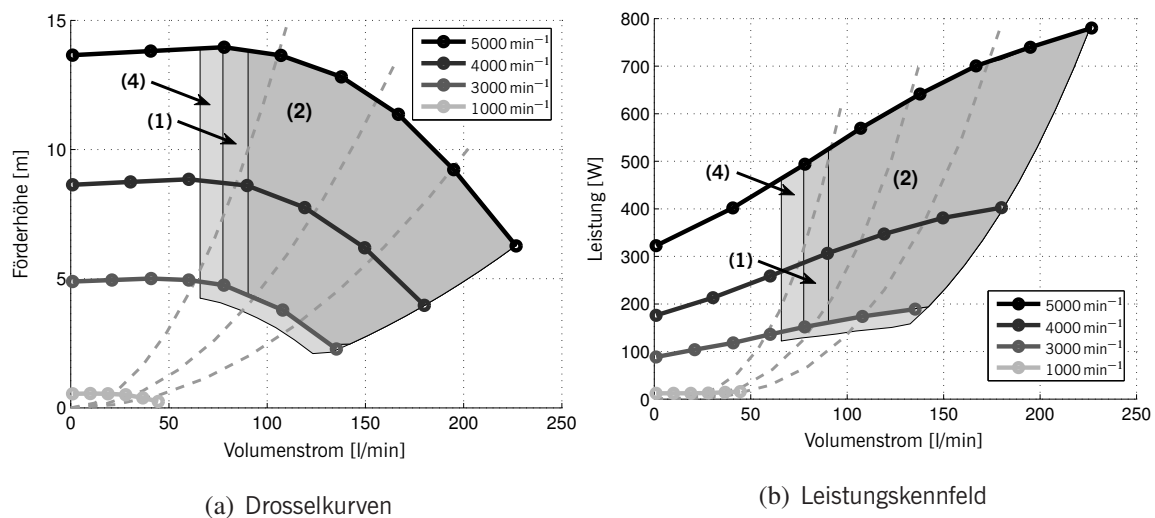 15
10
5
0
Förderhöhe [m]
0 50 100 150 200 250
Volumenstrom [l/min]
(4)
(1)
(2)
5000 min⁻¹
4000 min⁻¹
3000 min⁻¹
1000 min⁻¹
(a) Drosselkurven
800
700
600
500
400
300
200
100
0
Leistung [W]
0 50 100 150 200 250
Volumenstrom [l/min]
(4)
(2)
(1)
5000 min⁻¹
4000 min⁻¹
3000 min⁻¹
1000 min⁻¹
(b) Leistungskennfeld